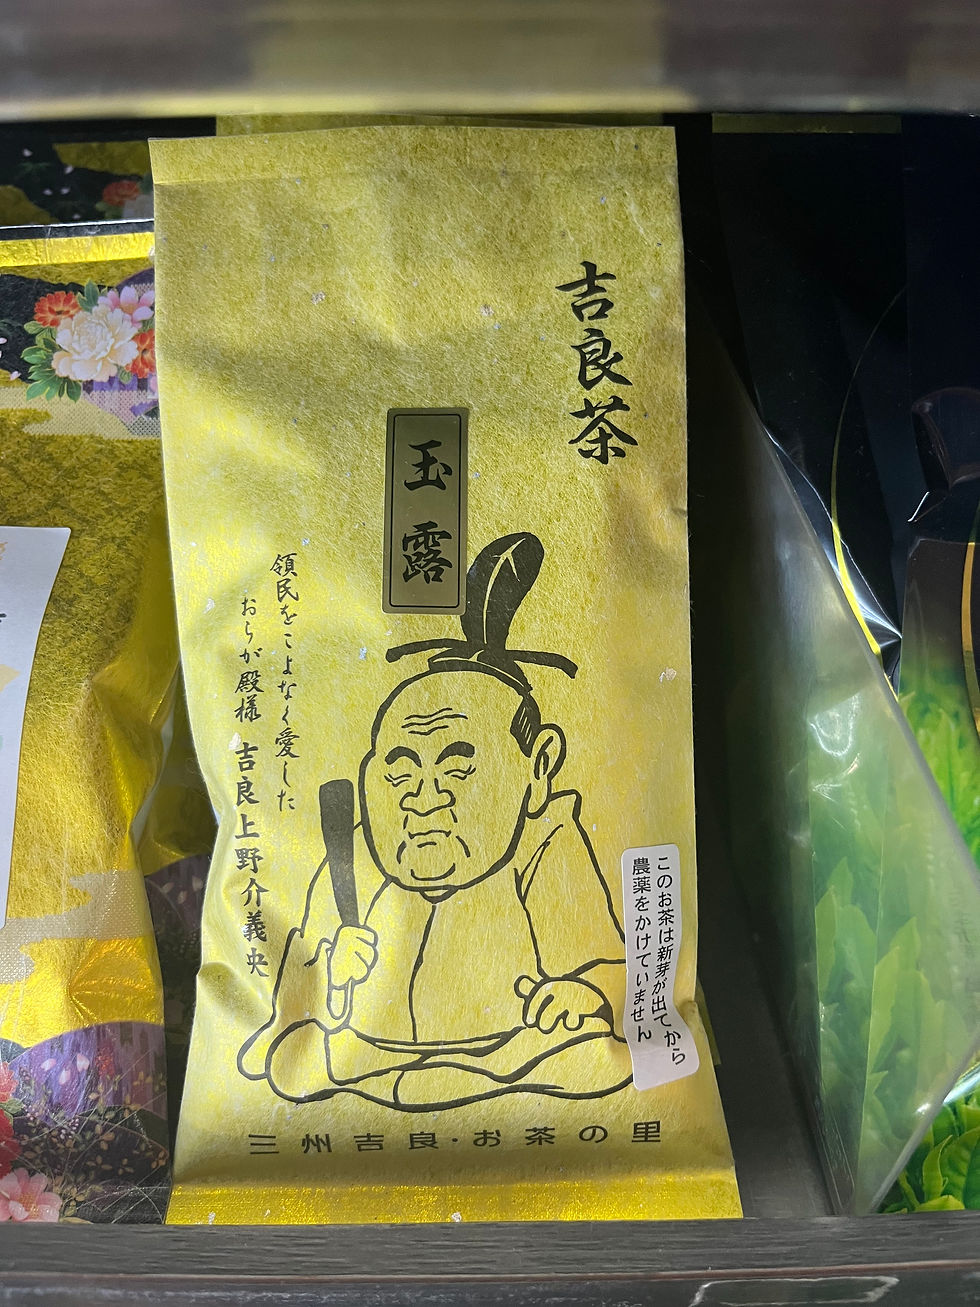 吉良茶
玉露
領民をこよなく愛した
おらが殿様 吉良上野介義央
このお茶は新芽が出てから
農薬をかけていません
三州吉良・お茶の里